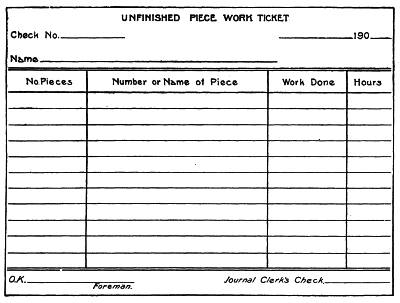 UNFINISHED PIECE WORK TICKET
Check No. 190
Name
No. Pieces Number or Name of Piece Work Done Hours
O.K. Journal Clerk's Check
Foreman.